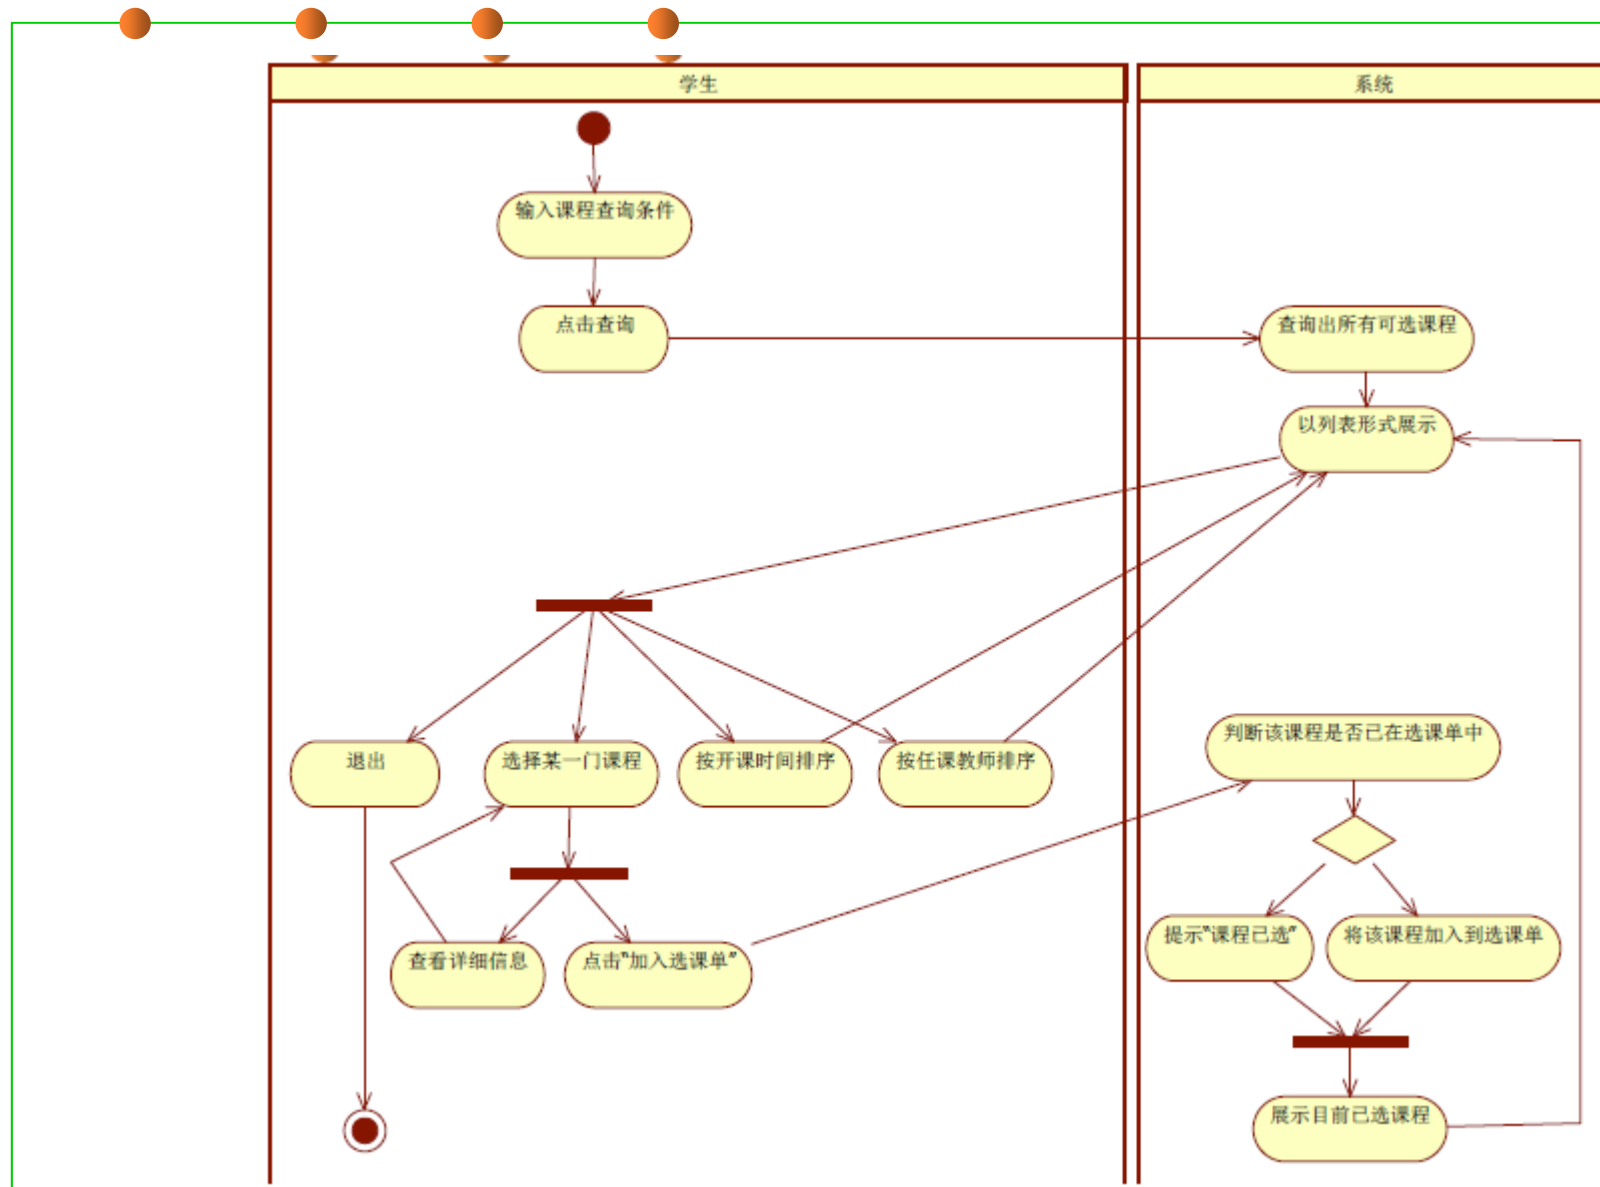 学生
系统
输入课程查询条件
点击查询
查询出所有可选课程
以列表形式展示
判断该课程是否已在选课单中
退出
选择某一门课程
按开课时间排序
按任课教师排序
提示“课程已选”
将该课程加入到选课单
查看详细信息
点击“加入选课单”
展示目前已选课程